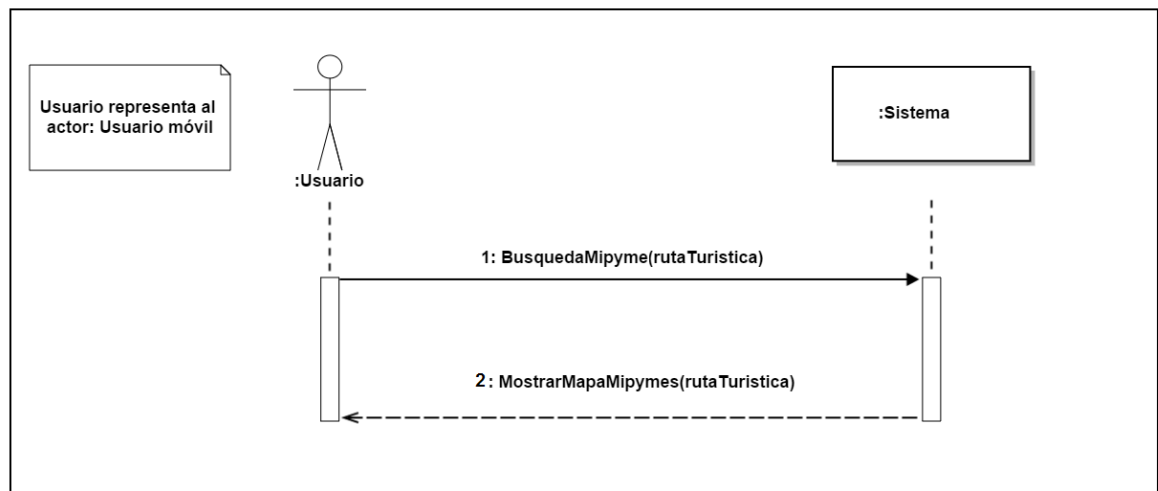 Usuario representa al
actor: Usuario móvil
:Usuario
:Sistema
1: BusquedaMipyme(rutaTuristica)
2: MostrarMapaMipymes(rutaTuristica)